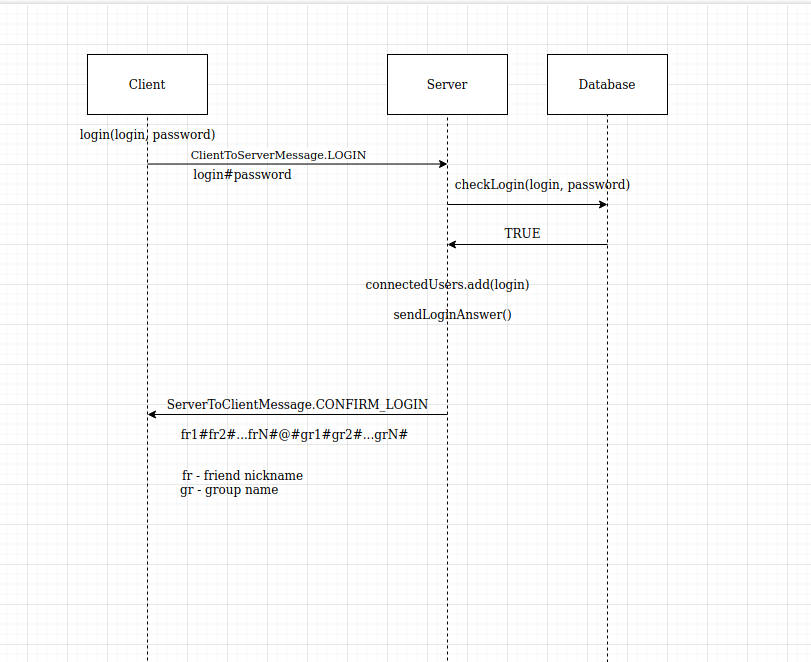 Client
Server
Database
login(login, password)
ClientToServerMessage.LOGIN
login#password
checkLogin(login, password)
TRUE
connectedUsers.add(login)
sendLoginAnswer()
ServerToClientMessage.CONFIRM_LOGIN
fr1#fr2#...frN#@#gr1#gr2#...grN#
fr - friend nickname
gr - group name